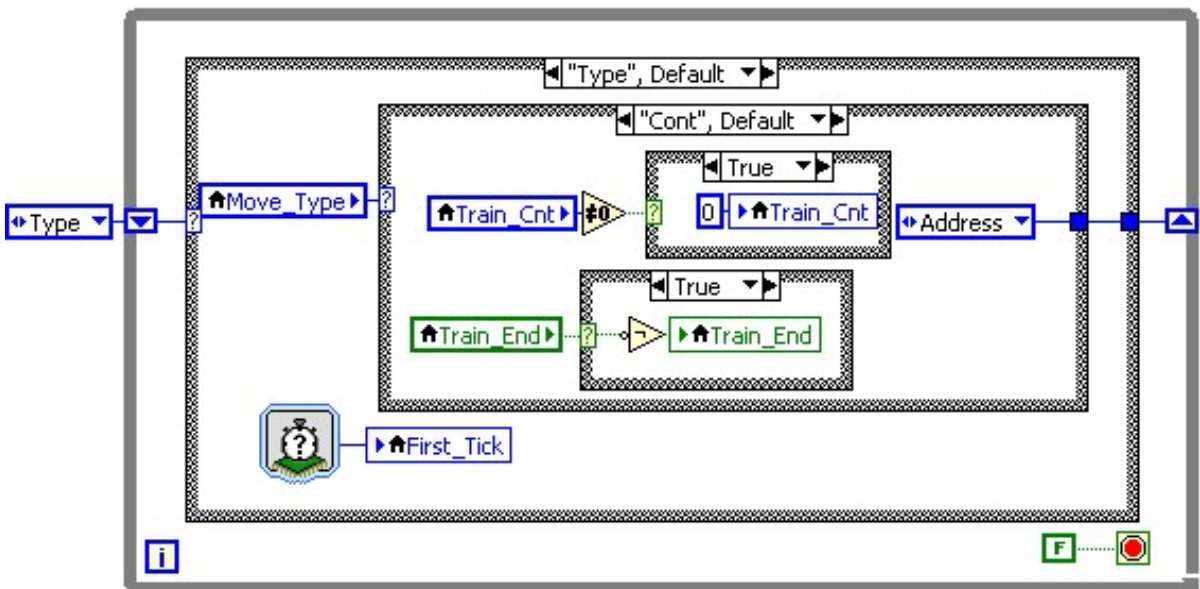 "Type", Default
"Cont", Default
True
Move_Type
?
?
Train_Cnt
≠0
?
0
Train_Cnt
Type
Address
True
Train_End
?
¬
Train_End
?
First_Tick
i
F